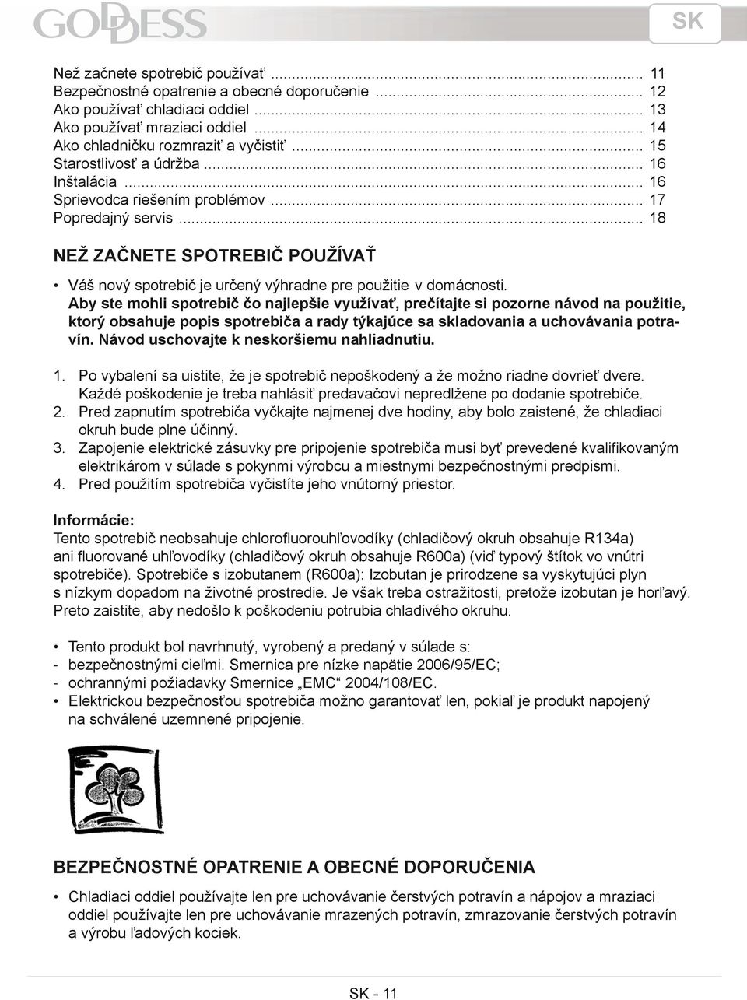 GODDESS
SK
Než začnete spotrebič používať ... 11
Bezpečnostné opatrenie a obecné doporučenie ... 12
Ako používať chladiaci oddiel ... 13
Ako používať mraziaci oddiel ... 14
Ako chladničku rozmraziť a vyčistiť ... 15
Starostlivosť a údržba ... 16
Inštalácia ... 16
Sprievodca riešením problémov ... 17
Popredajný servis ... 18
NEŽ ZAČNETE SPOTREBIČ POUŽÍVAŤ
• Váš nový spotrebič je určený výhradne pre použitie v domácnosti.
Aby ste mohli spotrebič čo najlepšie využívať, prečítajte si pozorne návod na použitie,
ktorý obsahuje popis spotrebiča a rady týkajúce sa skladovania a uchovávania potra-
vín. Návod uschovajte k neskoršiemu nahliadnutiu.
1. Po vybalení sa uistite, že je spotrebič nepoškodený a že možno riadne dovrieť dvere.
Každé poškodenie je treba nahlásiť predavačovi nepredlžene po dodanie spotrebiče.
2. Pred zapnutím spotrebiča vyčkajte najmenej dve hodiny, aby bolo zaistené, že chladiaci
okruh bude plne účinný.
3. Zapojenie elektrické zásuvky pre pripojenie spotrebiča musi byť prevedené kvalifikovaným
elektrikárom v súlade s pokynmi výrobcu a miestnymi bezpečnostnými predpismi.
4. Pred použitím spotrebiča vyčistíte jeho vnútorný priestor.
Informácie:
Tento spotrebič neobsahuje chlorofluorouhľovodíky (chladičový okruh obsahuje R134a)
ani fluorované uhľovodíky (chladičový okruh obsahuje R600a) (viď typový štítok vo vnútri
spotrebiče). Spotrebiče s izobutanem (R600a): Izobutan je prirodzene sa vyskytujúci plyn
s nízkym dopadom na životné prostredie. Je však treba ostražitosti, pretože izobutan je horľavý.
Preto zaistite, aby nedošlo k poškodeniu potrubia chladivého okruhu.
• Tento produkt bol navrhnutý, vyrobený a predaný v súlade s:
- bezpečnostnými cieľmi. Smernica pre nízke napätie 2006/95/EC;
- ochrannými požiadavky Smernice „EMC“ 2004/108/EC.
• Elektrickou bezpečnosťou spotrebiča možno garantovať len, pokiaľ je produkt napojený
na schválené uzemnené pripojenie.
BEZPEČNOSTNÉ OPATRENIE A OBECNÉ DOPORUČENIA
• Chladiaci oddiel používajte len pre uchovávanie čerstvých potravín a nápojov a mraziaci
oddiel používajte len pre uchovávanie mrazených potravín, zmrazovanie čerstvých potravín
a výrobu ľadových kociek.
SK - 11